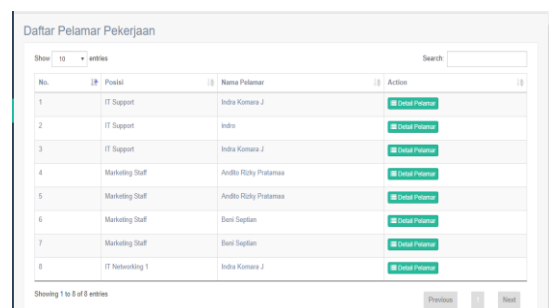 Daftar Pelamar Pekerjaan
Show 10 entries Search:
No. Posisi Nama Pelamar Action
1 IT Support Indra Komara J Detail Pelamar
2 IT Support indro Detail Pelamar
3 IT Support Indra Komara J Detail Pelamar
4 Marketing Staff Andito Rizky Pratamaa Detail Pelamar
5 Marketing Staff Andito Rizky Pratamaa Detail Pelamar
6 Marketing Staff Beni Septian Detail Pelamar
7 Marketing Staff Beni Septian Detail Pelamar
8 IT Networking 1 Indra Komara J Detail Pelamar
Showing 1 to 8 of 8 entries
Previous 1 Next